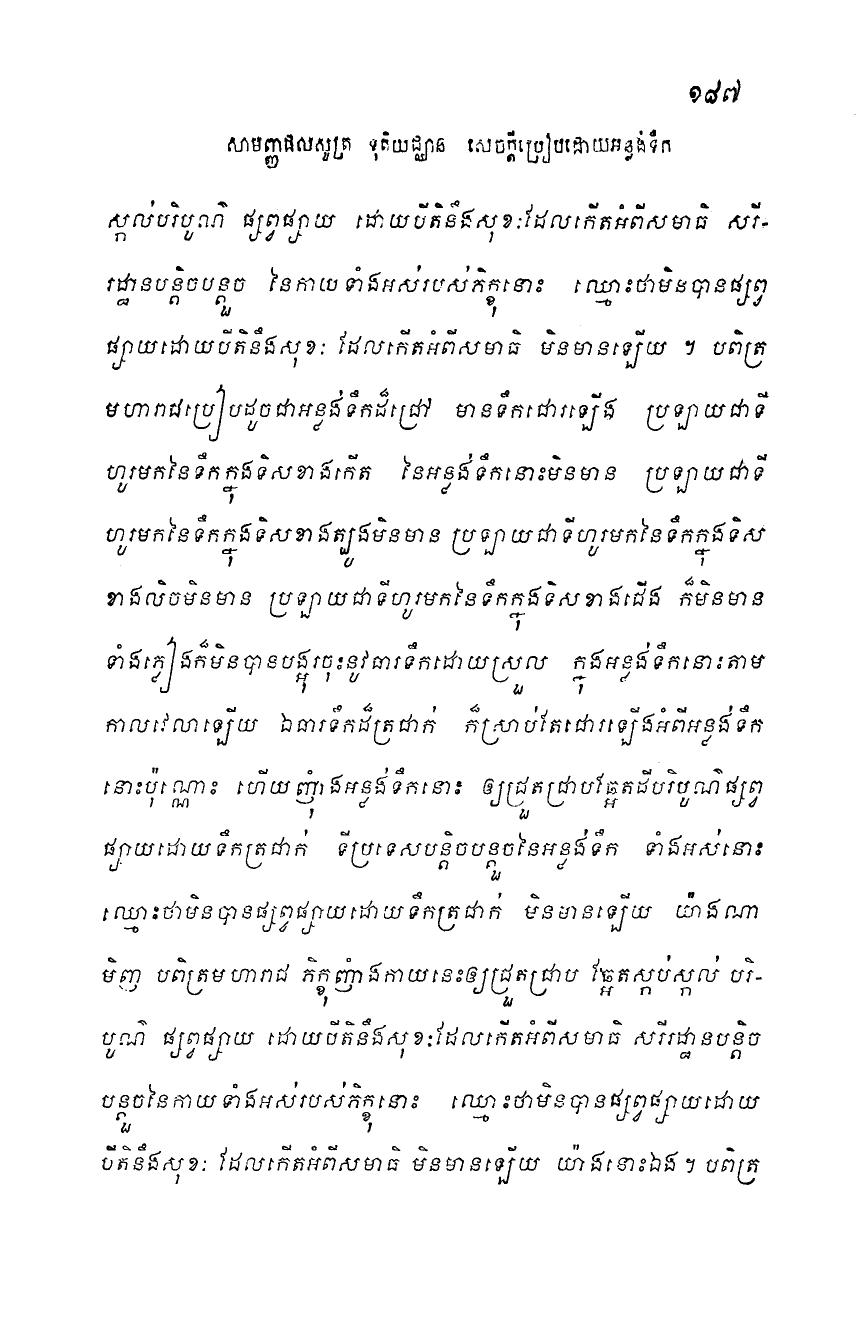 ១៨៧
សាមញ្ញផលសូត្រ ទុតិយជ្ឈាន សេចក្តីប្រៀបដោយអន្លង់ទឹក
ស្កល់បរិបូណ៌ ផ្សព្វផ្សាយ ដោយបីតិនឹងសុខៈដែលកើតអំពីសមាធិ សរី-
រដ្ឋានបន្តិចបន្តួច នៃកាយទាំងអស់របស់ភិក្ខុនោះ ឈ្មោះថាមិនបានផ្សព្វ
ផ្សាយដោយបីតិនឹងសុខៈ ដែលកើតអំពីសមាធិ មិនមានឡើយ ។ បពិត្រ
មហារាជប្រៀបដូចជាអន្លង់ទឹកដ៏ជ្រៅ មានទឹកជោរឡើង ប្រឡាយជាទី
ហូរមកនៃទឹកក្នុងទិសខាងកើត នៃអន្លង់ទឹកនោះមិនមាន ប្រឡាយជាទី
ហូរមកនៃទឹកក្នុងទិសខាងត្បូងមិនមាន ប្រឡាយជាទីហូរមកនៃទឹកក្នុងទិស
ខាងលិចមិនមាន ប្រឡាយជាទីហូរមកនៃទឹកក្នុងទិសខាងជើង ក៏មិនមាន
ទាំងភ្លៀងក៏មិនបានបង្អុរចុះនូវធារទឹកដោយស្រួល ក្នុងអន្លង់ទឹកនោះតាម
កាលវេលាឡើយ ឯធារទឹកដ៏ត្រជាក់ ក៏ស្រាប់តែជោរឡើងអំពីអន្លង់ទឹក
នោះប៉ុណ្ណោះ ហើយញុំាងអន្លង់ទឹកនោះ ឲ្យជ្រួតជ្រាបឆ្អែតដីបរិបូណ៌ផ្សព្វ
ផ្សាយដោយទឹកត្រជាក់ ទីប្រទេសបន្តិចបន្តួចនៃអន្លង់ទឹក ទាំងអស់នោះ
ឈ្មោះថាមិនបានផ្សព្វផ្សាយដោយទឹកត្រជាក់ មិនមានឡើយ យ៉ាងណា
មិញ បពិត្រមហារាជ ភិក្ខុញុំាងកាយនេះឲ្យជ្រួតជ្រាប ឆ្អែតស្កប់ស្កល់ បរិ-
បូណ៌ ផ្សព្វផ្សាយ ដោយបីតិនឹងសុខៈដែលកើតអំពីសមាធិ សរីរដ្ឋានបន្តិច
បន្តួចនៃកាយទាំងអស់របស់ភិក្ខុនោះ ឈ្មោះថាមិនបានផ្សព្វផ្សាយដោយ
បីតិនឹងសុខៈ ដែលកើតអំពីសមាធិ មិនមានឡើយ យ៉ាងនោះឯង ។ បពិត្រ